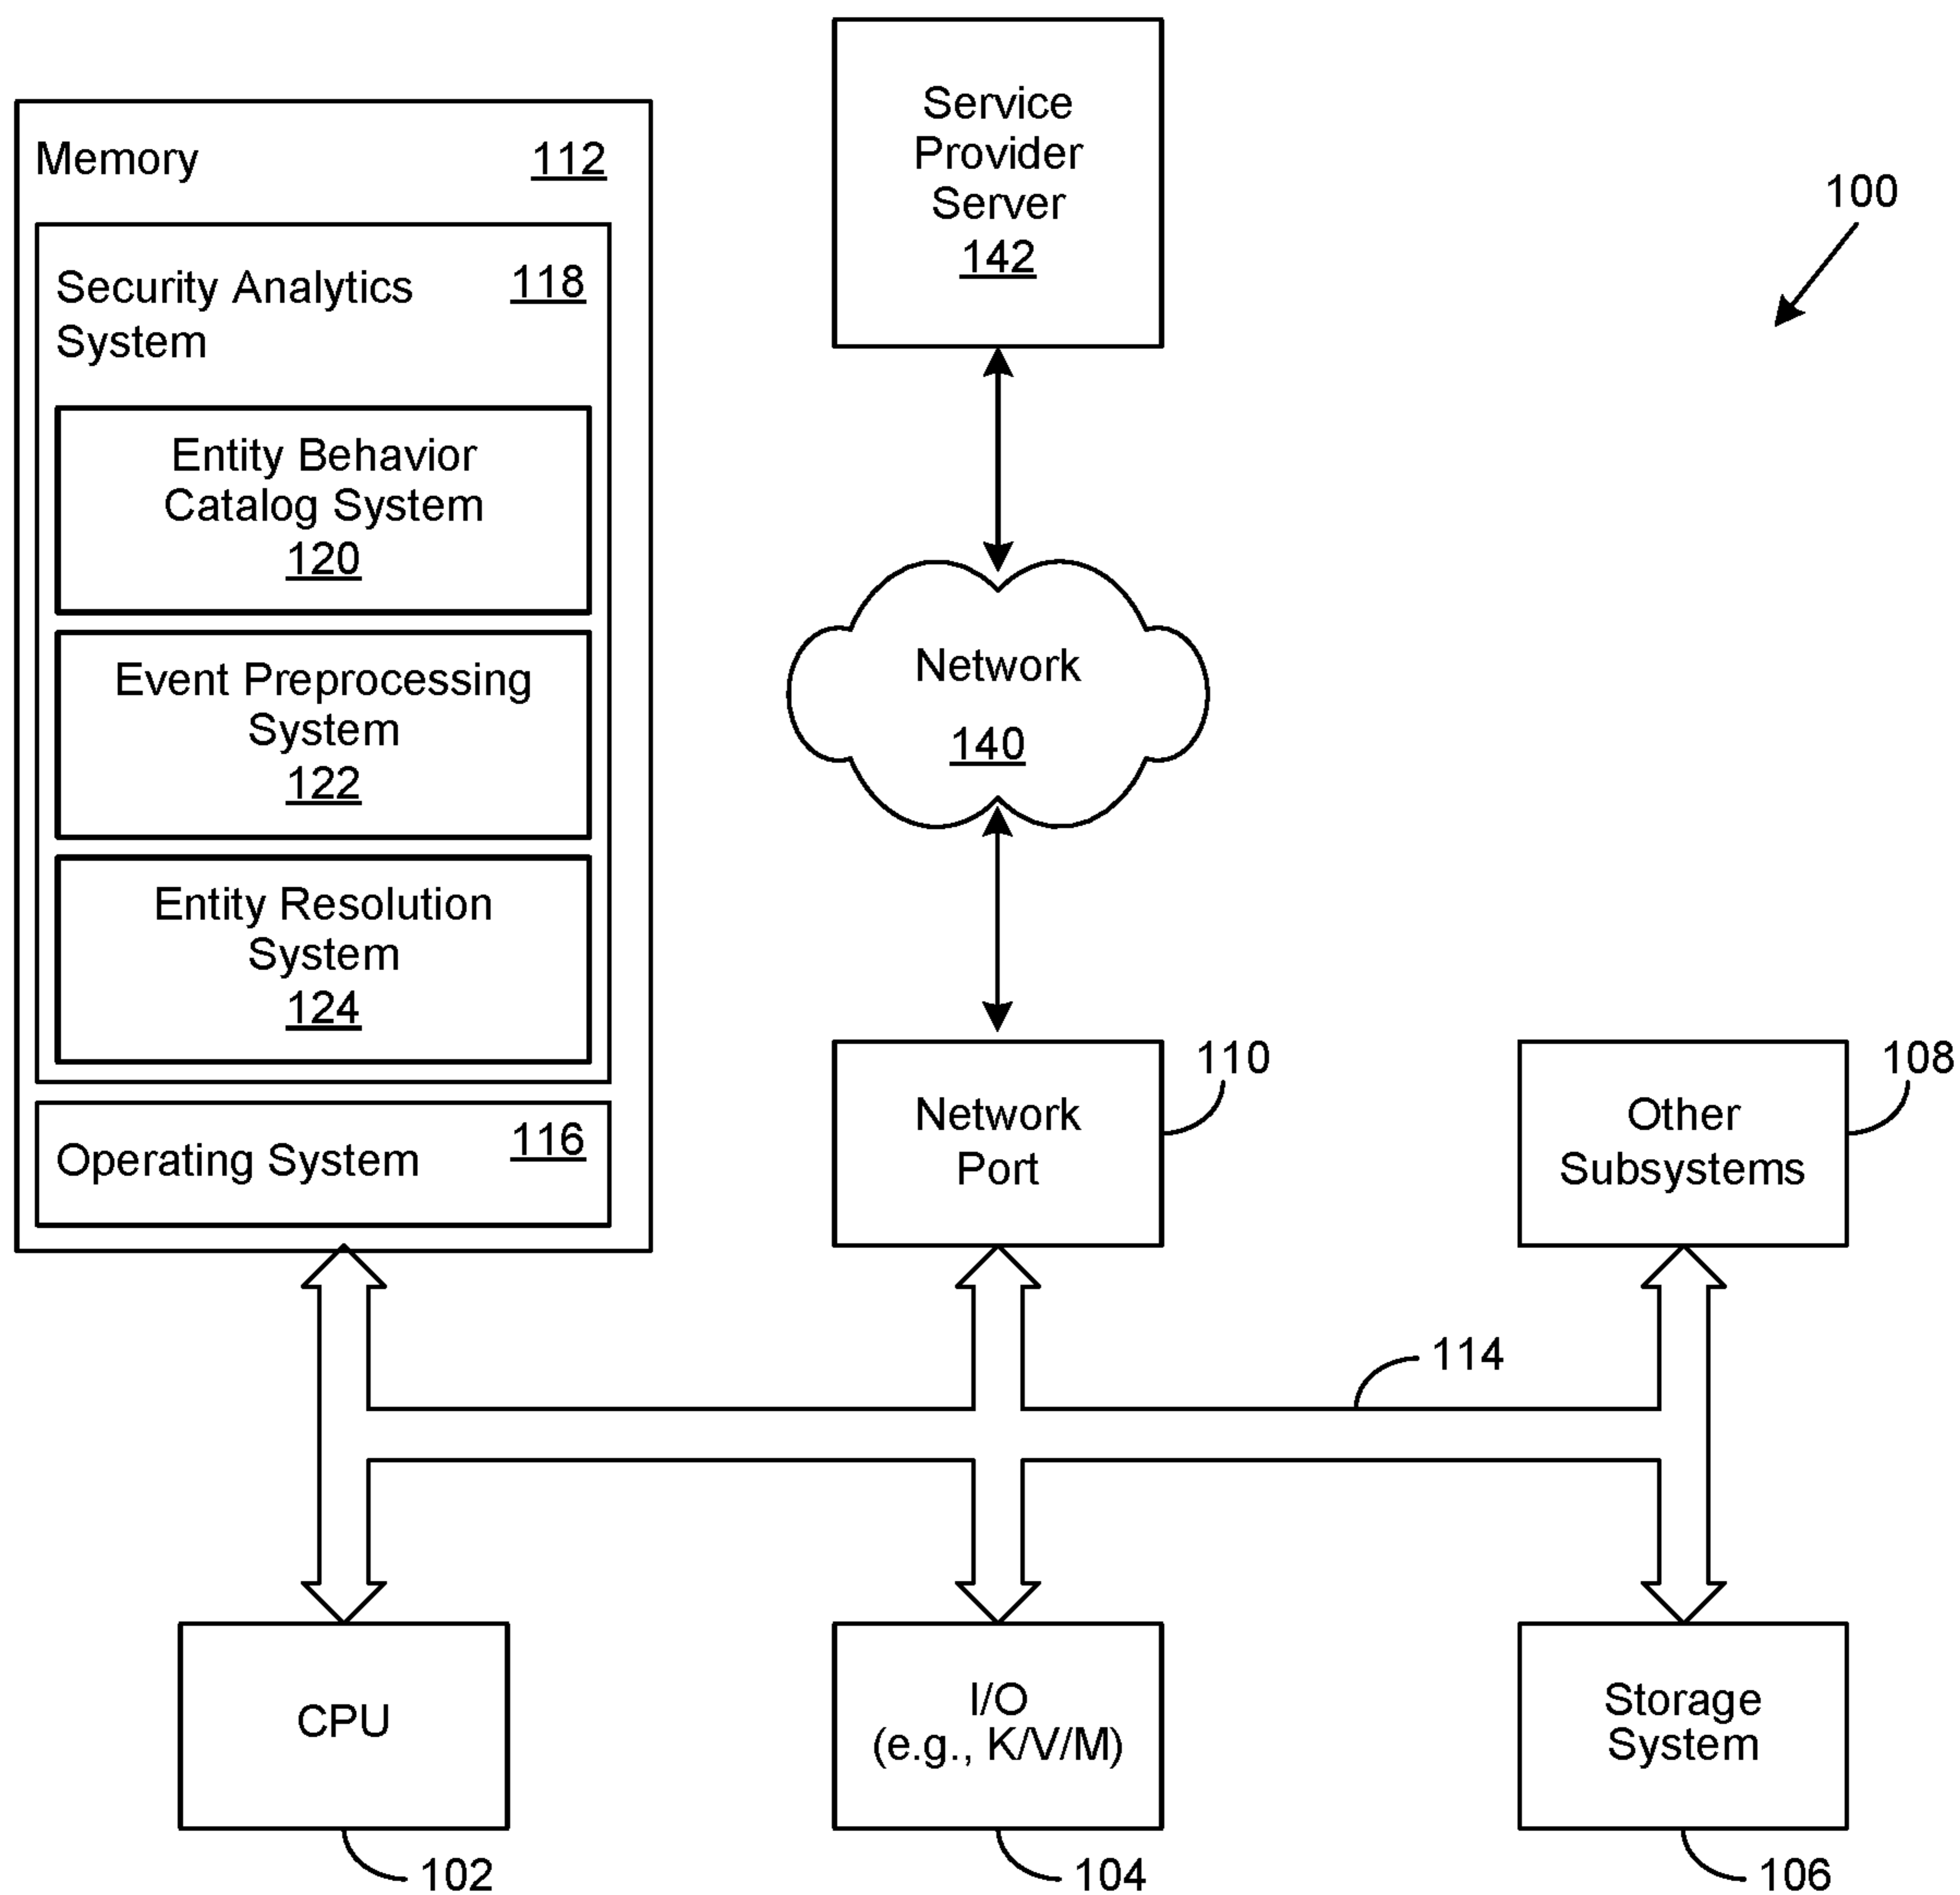 Service
Provider
Server
142
100
Memory 112
Security Analytics 118
System
Entity Behavior
Catalog System
120
Event Preprocessing
System
122
Entity Resolution
System
124
Operating System 116
Network
140
Network
Port
110
Other
Subsystems
108
114
CPU
102
I/O
(e.g., K/V/M)
104
Storage
System
106